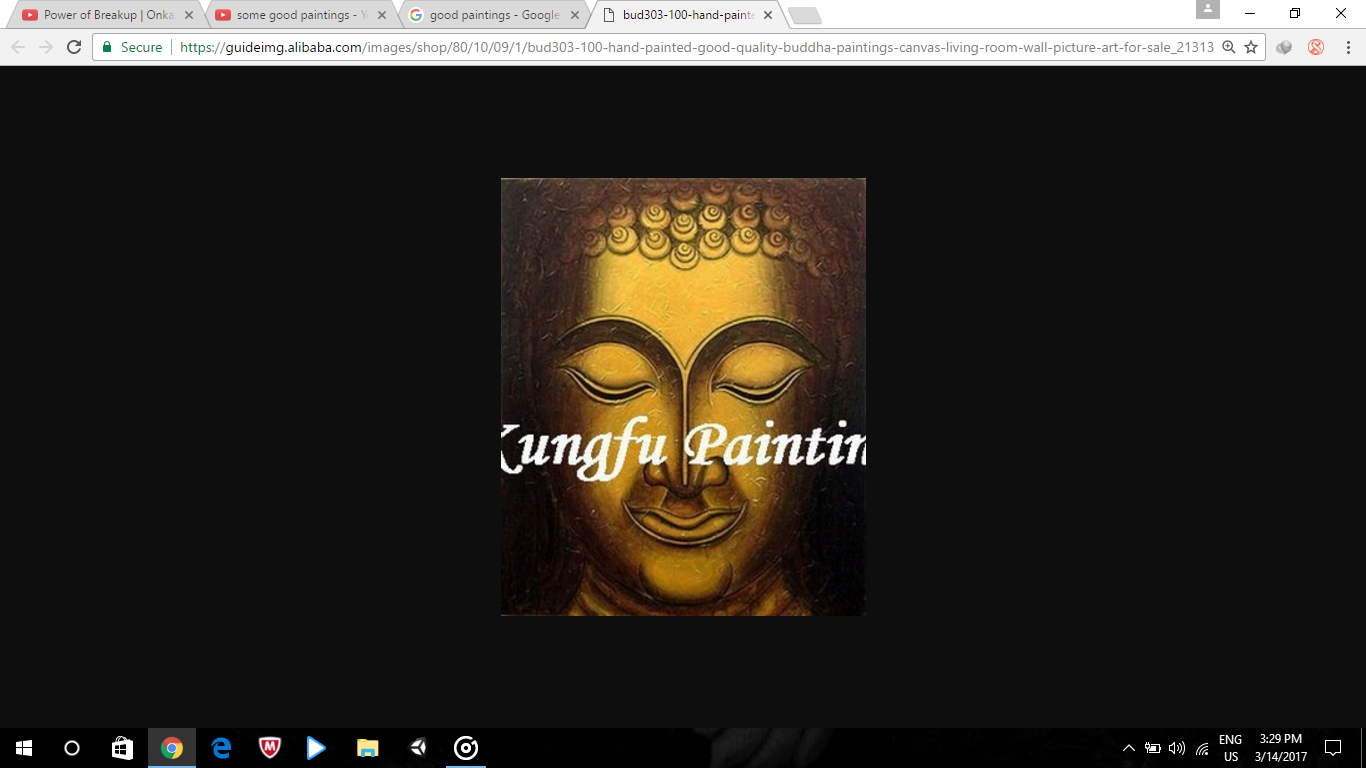 Power of Breakup | Onka
some good paintings - Y
good paintings - Google
bud303-100-hand-painte
Secure
https://guideimg.alibaba.com/images/shop/80/10/09/1/bud303-100-hand-painted-good-quality-buddha-paintings-canvas-living-room-wall-picture-art-for-sale_21313
Kungfu Paintin
ENG
US
3:29 PM
3/14/2017